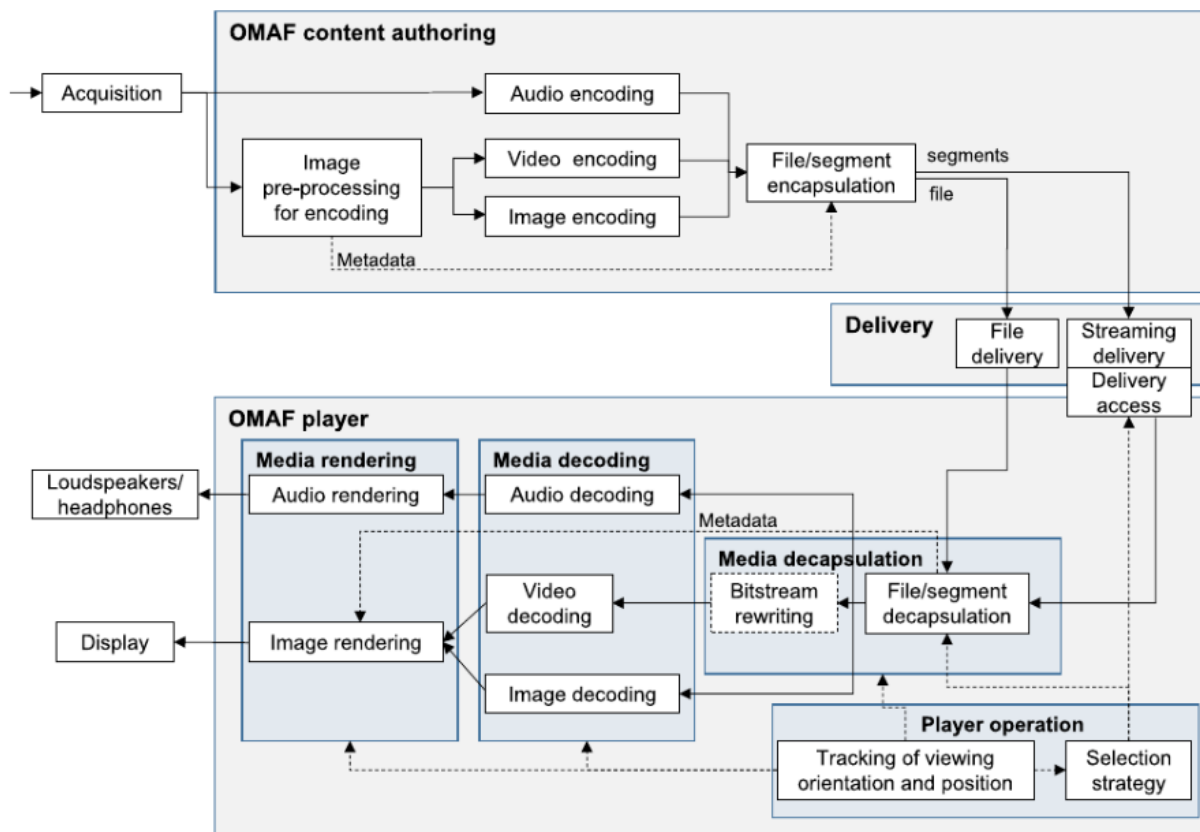 OMAF content authoring
Acquisition
Audio encoding
Image
pre-processing
for encoding
Video encoding
Image encoding
File/segment
encapsulation
segments
file
Metadata
Delivery
File
delivery
Streaming
delivery
Delivery
access
OMAF player
Media rendering
Media decoding
Loudspeakers/
headphones
Audio rendering
Audio decoding
Metadata
Media decapsulation
Video
decoding
Bitstream
rewriting
File/segment
decapsulation
Display
Image rendering
Image decoding
Player operation
Tracking of viewing
orientation and position
Selection
strategy